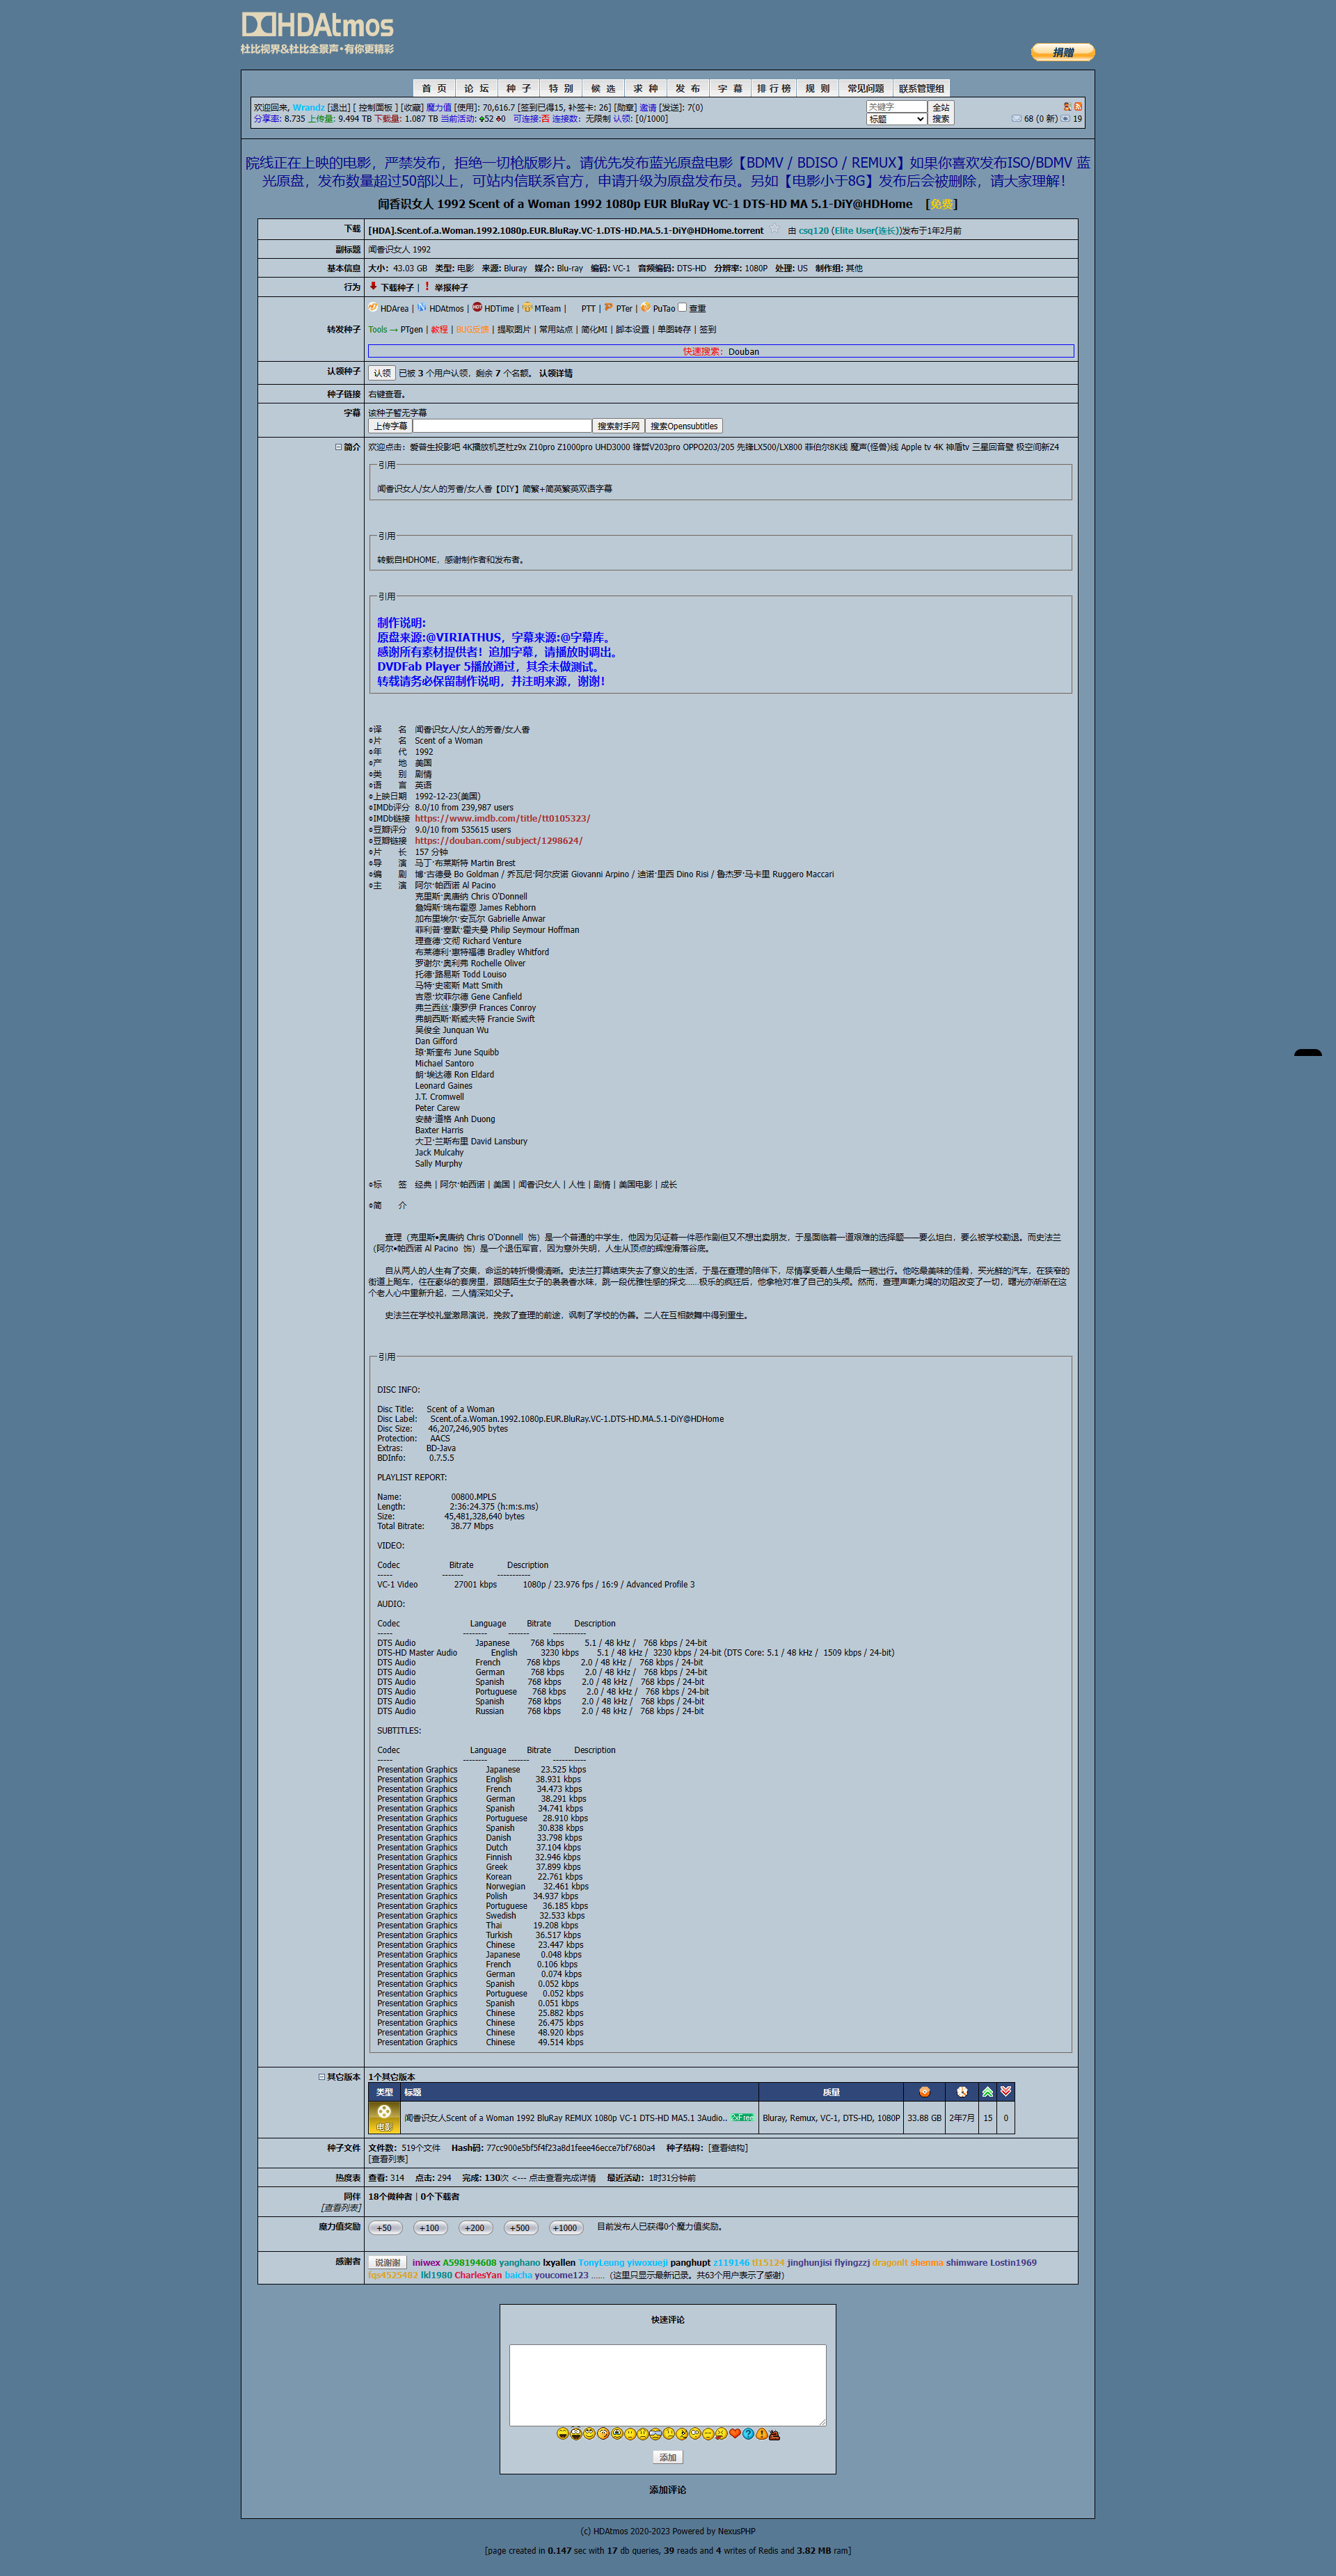 HDAtmos
杜比视界&杜比全景声·有你更精彩
捐赠
首 页 论 坛 种 子 特 别 候 选 求 种 发 布 字 幕 排 行 榜 规 则 常见问题 联系管理组
欢迎回来, Wrandz [退出] [ 控制面板 ] [收藏] 魔力值 [使用]: 70,616.7 [签到已得15, 补签卡: 26] [勋章] 邀请 [发送]: 7(0)
关键字 全站
分享率: 8.735 上传量: 9.494 TB 下载量: 1.087 TB 当前活动: 52 0 可连接:否 连接数: 无限制 认领: [0/1000]
标题 搜索 68 (0 新) 19
院线正在上映的电影，严禁发布，拒绝一切枪版影片。请优先发布蓝光原盘电影【BDMV / BDISO / REMUX】如果你喜欢发布ISO/BDMV 蓝
光原盘，发布数量超过50部以上，可站内信联系官方，申请升级为原盘发布员。另如【电影小于8G】发布后会被删除，请大家理解！
闻香识女人 1992 Scent of a Woman 1992 1080p EUR BluRay VC-1 DTS-HD MA 5.1-DiY@HDHome [免费]
下载 [HDA].Scent.of.a.Woman.1992.1080p.EUR.BluRay.VC-1.DTS-HD.MA.5.1-DiY@HDHome.torrent 由 csq120 (Elite User(连长))发布于1年2月前
副标题 闻香识女人 1992
基本信息 大小: 43.03 GB 类型: 电影 来源: Bluray 媒介: Blu-ray 编码: VC-1 音频编码: DTS-HD 分辨率: 1080P 处理: US 制作组: 其他
行为 下载种子 | 举报种子
HDArea | HDAtmos | HDTime | MTeam | PTT | PTer | PuTao 查重
转发种子 Tools → PTgen | 教程 | BUG反馈 | 提取图片 | 常用站点 | 简化MI | 脚本设置 | 单图转存 | 签到
快速搜索: Douban
认领种子 认领 已被 3 个用户认领，剩余 7 个名额。 认领详情
种子链接 右键查看。
字幕 该种子暂无字幕
上传字幕 搜索射手网 搜索Opensubtitles
简介 欢迎点击：爱普生投影吧 4K播放机芝杜z9x Z10pro Z1000pro UHD3000 锋哲V203pro OPPO203/205 先锋LX500/LX800 菲伯尔8K线 魔声(怪兽)线 Apple tv 4K 神盾tv 三星回音壁 极空间新Z4
引用
闻香识女人/女人的芳香/女人香【DIY】简繁+简英繁英双语字幕
引用
转载自HDHOME，感谢制作者和发布者。
引用
制作说明:
原盘来源:@VIRIATHUS，字幕来源:@字幕库。
感谢所有素材提供者！追加字幕，请播放时调出。
DVDFab Player 5播放通过，其余未做测试。
转载请务必保留制作说明，并注明来源，谢谢！
◎译 名 闻香识女人/女人的芳香/女人香
◎片 名 Scent of a Woman
◎年 代 1992
◎产 地 美国
◎类 别 剧情
◎语 言 英语
◎上映日期 1992-12-23(美国)
◎IMDb评分 8.0/10 from 239,987 users
◎IMDb链接 https://www.imdb.com/title/tt0105323/
◎豆瓣评分 9.0/10 from 535615 users
◎豆瓣链接 https://douban.com/subject/1298624/
◎片 长 157 分钟
◎导 演 马丁·布莱斯特 Martin Brest
◎编 剧 博·古德曼 Bo Goldman / 乔瓦尼·阿尔皮诺 Giovanni Arpino / 迪诺·里西 Dino Risi / 鲁杰罗·马卡里 Ruggero Maccari
◎主 演 阿尔·帕西诺 Al Pacino
克里斯·奥唐纳 Chris O'Donnell
詹姆斯·瑞布霍恩 James Rebhorn
加布里埃尔·安瓦尔 Gabrielle Anwar
菲利普·塞默·霍夫曼 Philip Seymour Hoffman
理查德·文彻 Richard Venture
布莱德利·惠特福德 Bradley Whitford
罗谢尔·奥利弗 Rochelle Oliver
托德·路易斯 Todd Louiso
马特·史密斯 Matt Smith
吉恩·坎菲尔德 Gene Canfield
弗兰西丝·康罗伊 Frances Conroy
弗朗西斯·斯威夫特 Francie Swift
吴俊全 Junquan Wu
Dan Gifford
琼·斯奎布 June Squibb
Michael Santoro
朗·埃达德 Ron Eldard
Leonard Gaines
J.T. Cromwell
Peter Carew
安赫·道格 Anh Duong
Baxter Harris
大卫·兰斯布里 David Lansbury
Jack Mulcahy
Sally Murphy
◎标 签 经典 | 阿尔·帕西诺 | 美国 | 闻香识女人 | 人性 | 剧情 | 美国电影 | 成长
◎简 介
查理（克里斯•奥唐纳 Chris O'Donnell 饰）是一个普通的中学生，他因为见证着一件恶作剧但又不想出卖朋友，于是面临着一道艰难的选择题——要么坦白，要么被学校勒退。而史法兰
（阿尔•帕西诺 Al Pacino 饰）是一个退伍军官，因为意外失明，人生从顶点的辉煌滑落谷底。
自从两人的人生有了交集，命运的转折慢慢清晰。史法兰打算结束失去了意义的生活，于是在查理的陪伴下，尽情享受着人生最后一趟出行。他吃最美味的佳肴，买光鲜的汽车，在狭窄的
街道上飚车，住在豪华的套房里，跟随陌生女子的袅袅香水味，跳一段优雅性感的探戈……极乐的疯狂后，他拿枪对准了自己的头颅。然而，查理声嘶力竭的劝阻改变了一切，曙光亦渐渐在这
个老人心中重新升起，二人情深如父子。
史法兰在学校礼堂激昂演说，挽救了查理的前途，讽刺了学校的伪善。二人在互相鼓舞中得到重生。
引用
DISC INFO:
Disc Title: Scent of a Woman
Disc Label: Scent.of.a.Woman.1992.1080p.EUR.BluRay.VC-1.DTS-HD.MA.5.1-DiY@HDHome
Disc Size: 46,207,246,905 bytes
Protection: AACS
Extras: BD-Java
BDInfo: 0.7.5.5
PLAYLIST REPORT:
Name: 00800.MPLS
Length: 2:36:24.375 (h:m:s.ms)
Size: 45,481,328,640 bytes
Total Bitrate: 38.77 Mbps
VIDEO:
Codec Bitrate Description
----- ------- -----------
VC-1 Video 27001 kbps 1080p / 23.976 fps / 16:9 / Advanced Profile 3
AUDIO:
Codec Language Bitrate Description
----- -------- ------- -----------
DTS Audio Japanese 768 kbps 5.1 / 48 kHz / 768 kbps / 24-bit
DTS-HD Master Audio English 3230 kbps 5.1 / 48 kHz / 3230 kbps / 24-bit (DTS Core: 5.1 / 48 kHz / 1509 kbps / 24-bit)
DTS Audio French 768 kbps 2.0 / 48 kHz / 768 kbps / 24-bit
DTS Audio German 768 kbps 2.0 / 48 kHz / 768 kbps / 24-bit
DTS Audio Spanish 768 kbps 2.0 / 48 kHz / 768 kbps / 24-bit
DTS Audio Portuguese 768 kbps 2.0 / 48 kHz / 768 kbps / 24-bit
DTS Audio Spanish 768 kbps 2.0 / 48 kHz / 768 kbps / 24-bit
DTS Audio Russian 768 kbps 2.0 / 48 kHz / 768 kbps / 24-bit
SUBTITLES:
Codec Language Bitrate Description
----- -------- ------- -----------
Presentation Graphics Japanese 23.525 kbps
Presentation Graphics English 38.931 kbps
Presentation Graphics French 34.473 kbps
Presentation Graphics German 38.291 kbps
Presentation Graphics Spanish 34.741 kbps
Presentation Graphics Portuguese 28.910 kbps
Presentation Graphics Spanish 30.838 kbps
Presentation Graphics Danish 33.798 kbps
Presentation Graphics Dutch 37.104 kbps
Presentation Graphics Finnish 32.946 kbps
Presentation Graphics Greek 37.899 kbps
Presentation Graphics Korean 22.761 kbps
Presentation Graphics Norwegian 32.461 kbps
Presentation Graphics Polish 34.937 kbps
Presentation Graphics Portuguese 36.185 kbps
Presentation Graphics Swedish 32.533 kbps
Presentation Graphics Thai 19.208 kbps
Presentation Graphics Turkish 36.517 kbps
Presentation Graphics Chinese 23.447 kbps
Presentation Graphics Japanese 0.048 kbps
Presentation Graphics French 0.106 kbps
Presentation Graphics German 0.074 kbps
Presentation Graphics Spanish 0.052 kbps
Presentation Graphics Portuguese 0.052 kbps
Presentation Graphics Spanish 0.051 kbps
Presentation Graphics Chinese 25.882 kbps
Presentation Graphics Chinese 26.475 kbps
Presentation Graphics Chinese 48.920 kbps
Presentation Graphics Chinese 49.514 kbps
其它版本 1个其它版本
类型 标题 质量
电影 闻香识女人Scent of a Woman 1992 BluRay REMUX 1080p VC-1 DTS-HD MA5.1 3Audio.. 2xFree Bluray, Remux, VC-1, DTS-HD, 1080P 33.88 GB 2年7月 15 0
种子文件 文件数: 519个文件 Hash码: 77cc900e5bf5f4f23a8d1feee46ecce7bf7680a4 种子结构: [查看结构]
[查看列表]
热度表 查看: 314 点击: 294 完成: 130次 <--- 点击查看完成详情 最近活动: 1时31分钟前
同伴 18个做种者 | 0个下载者
[查看列表]
魔力值奖励 +50 +100 +200 +500 +1000 目前发布人已获得0个魔力值奖励。
感谢者 说谢谢 iniwex A598194608 yanghano lxyallen TonyLeung yiwoxueji panghupt z119146 tl15124 jinghunjisi flyingzzj dragonlt shenma shimware Lostin1969
fqs4525482 lkl1980 CharlesYan baicha youcome123 ......（这里只显示最新记录。共63个用户表示了感谢）
快速评论
添加
添加评论
(c) HDAtmos 2020-2023 Powered by NexusPHP
[page created in 0.147 sec with 17 db queries, 39 reads and 4 writes of Redis and 3.82 MB ram]